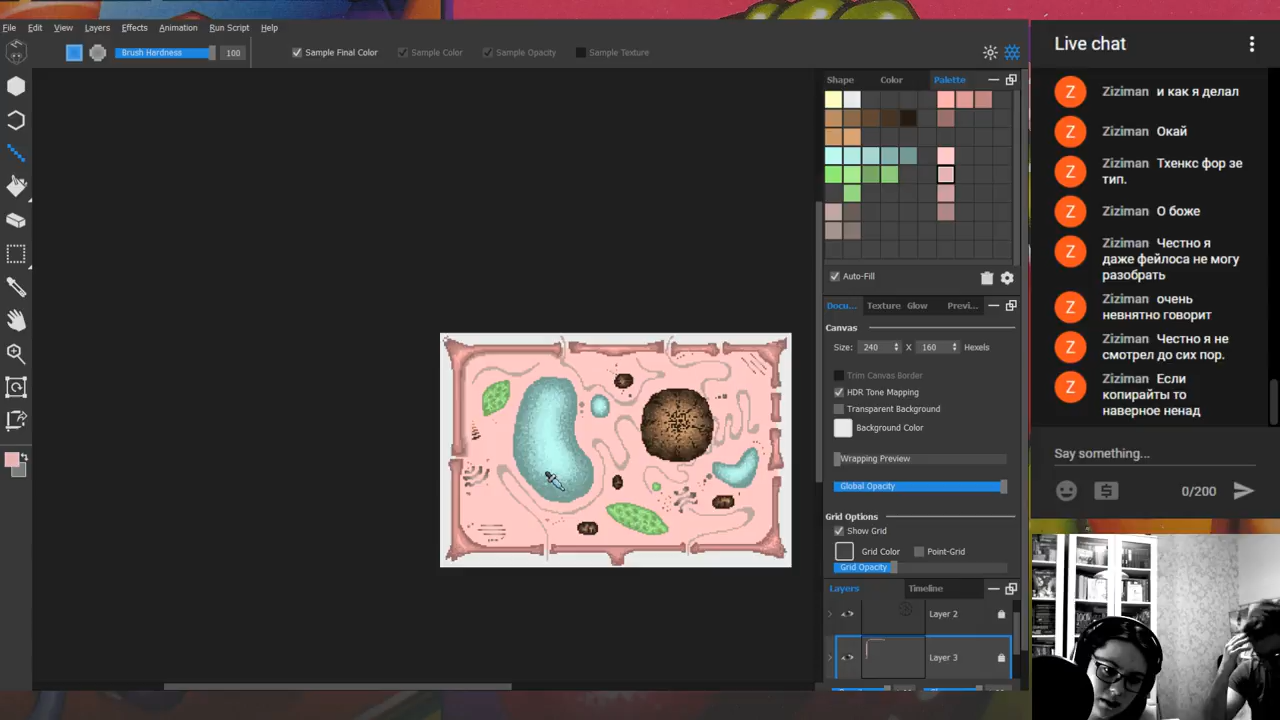 File Edit View Layers Effects Animation Run Script Help
Brush Hardness 100 Sample Final Color Sample Color Sample Opacity Sample Texture
Shape Color Palette
Auto-Fill
Docu... Texture Glow Previ...
Canvas
Size: 240 X 160 Hexels
Trim Canvas Border
HDR Tone Mapping
Transparent Background
Background Color
Wrapping Preview
Global Opacity
Grid Options
Show Grid
Grid Color Point-Grid
Grid Opacity
Layers Timeline
Layer 2
Layer 3
Live chat
Z Ziziman и как я делал
Z Ziziman Окай
Z Ziziman Тхенкс фор зе
тип.
Z Ziziman О боже
Z Ziziman Честно я
даже фейлоса не могу
разобрать
Z Ziziman очень
невнятно говорит
Z Ziziman Честно я не
смотрел до сих пор.
Z Ziziman Если
копирайты то
наверное ненад
Say something...
0/200